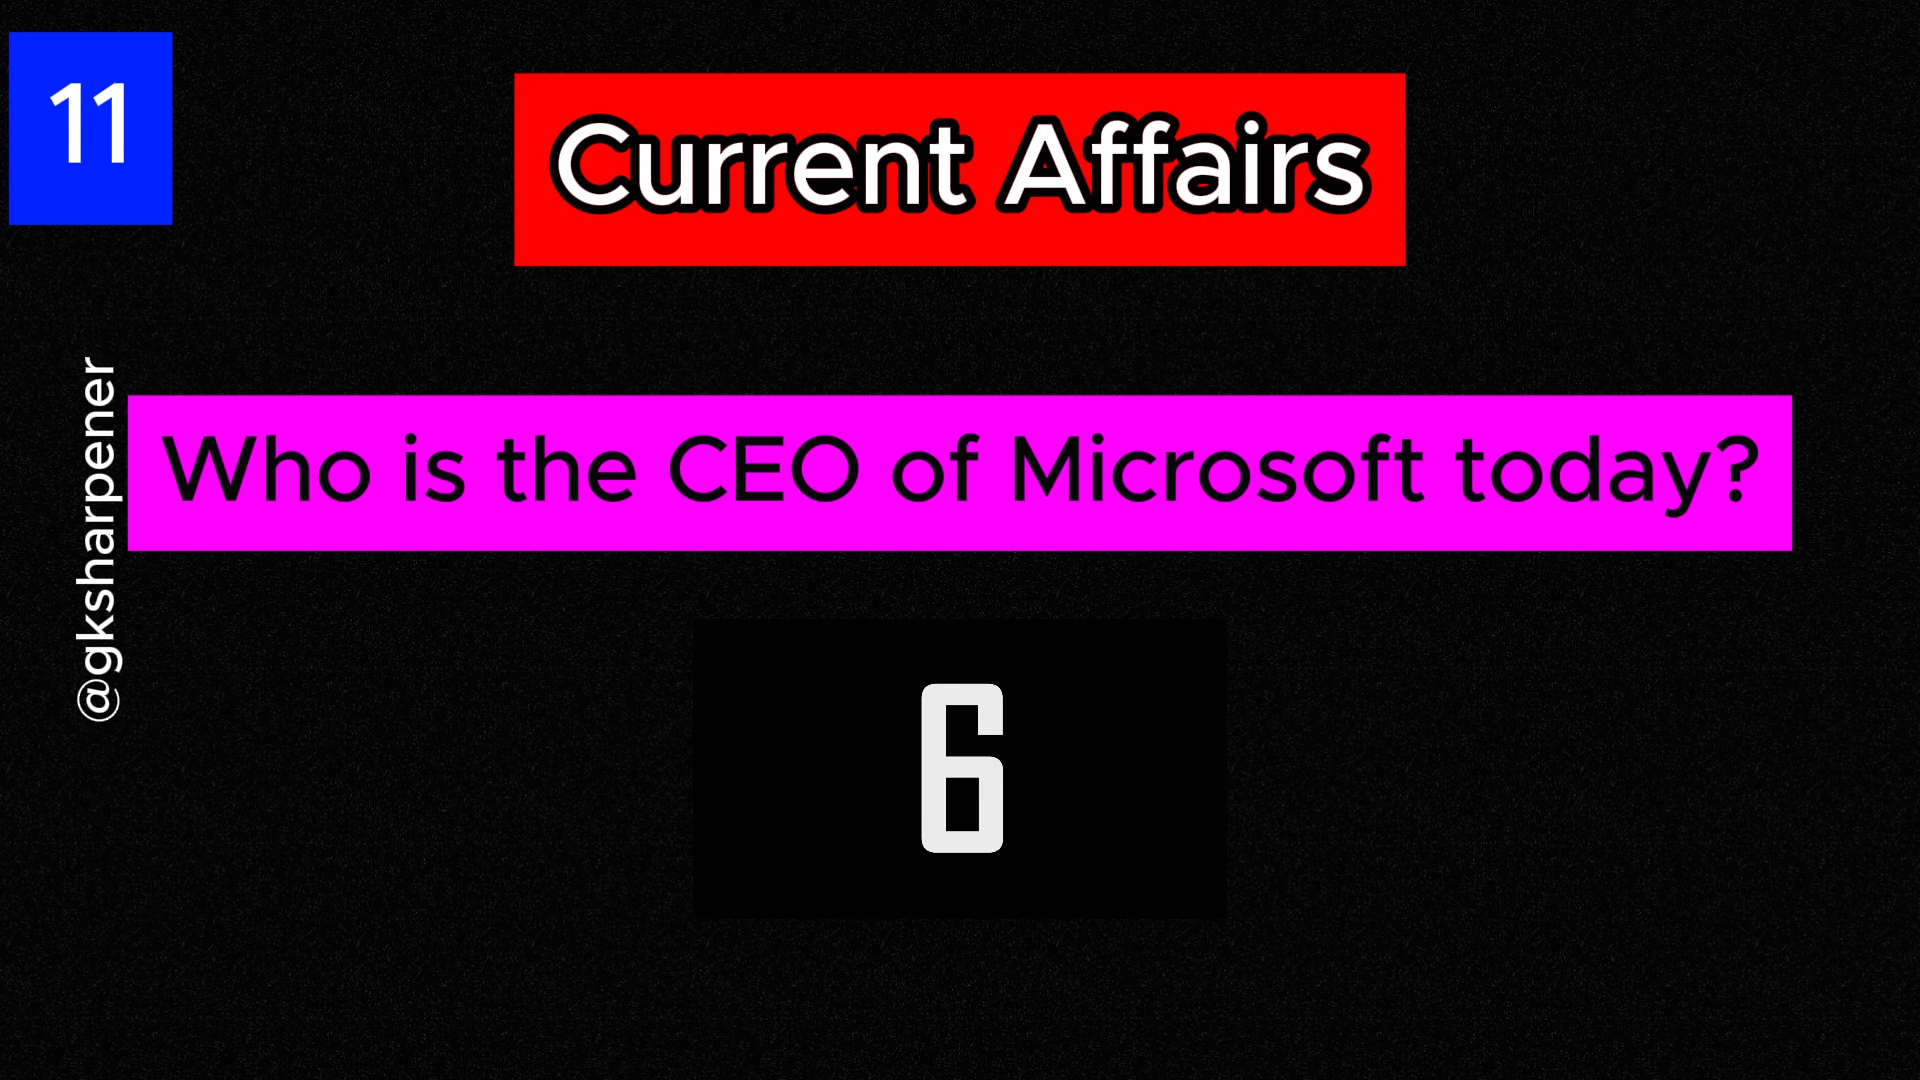 11
Current Affairs
@gksharpener
Who is the CEO of Microsoft today?
6